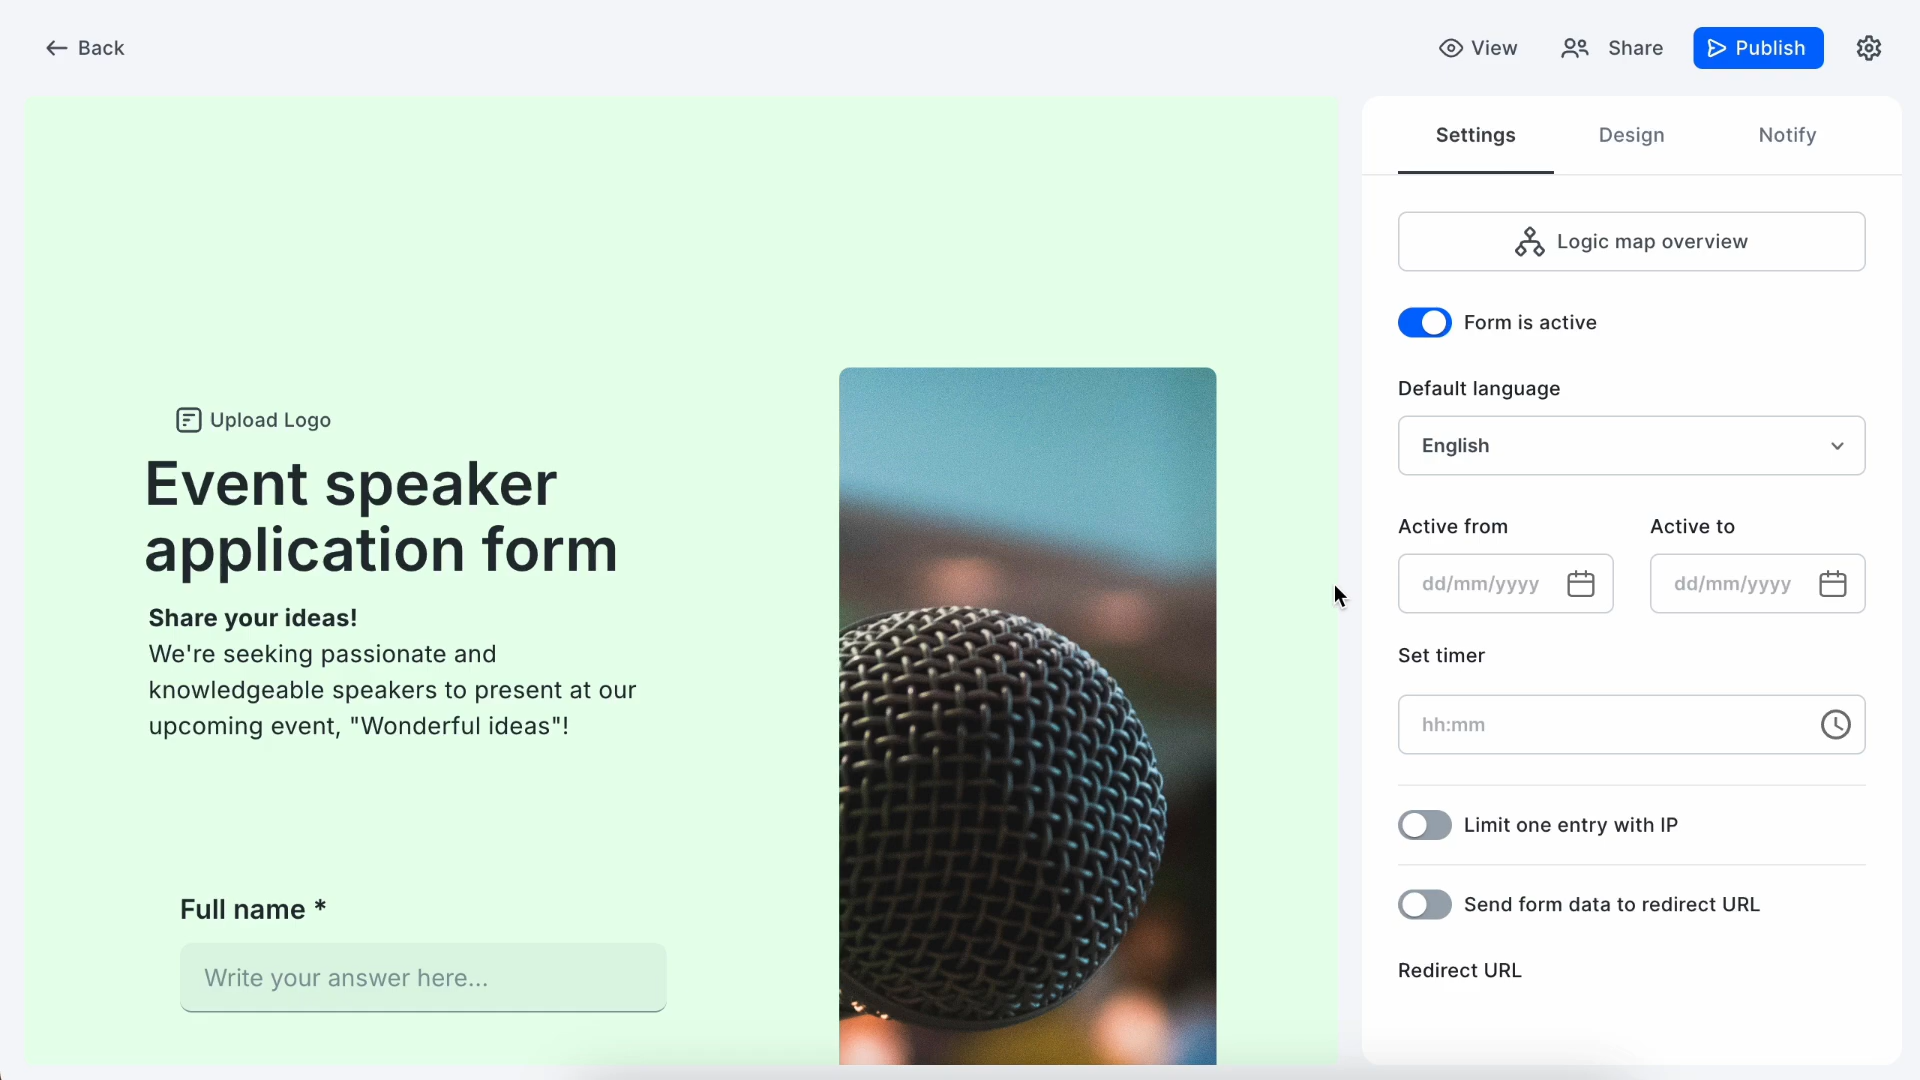 Back
View
Share
Publish
Settings
Design
Notify
Logic map overview
Form is active
Default language
English
Active from
Active to
dd/mm/yyyy
dd/mm/yyyy
Set timer
hh:mm
Limit one entry with IP
Send form data to redirect URL
Redirect URL
Upload Logo
Event speaker
application form
Share your ideas!
We're seeking passionate and
knowledgeable speakers to present at our
upcoming event, "Wonderful ideas"!
Full name *
Write your answer here...